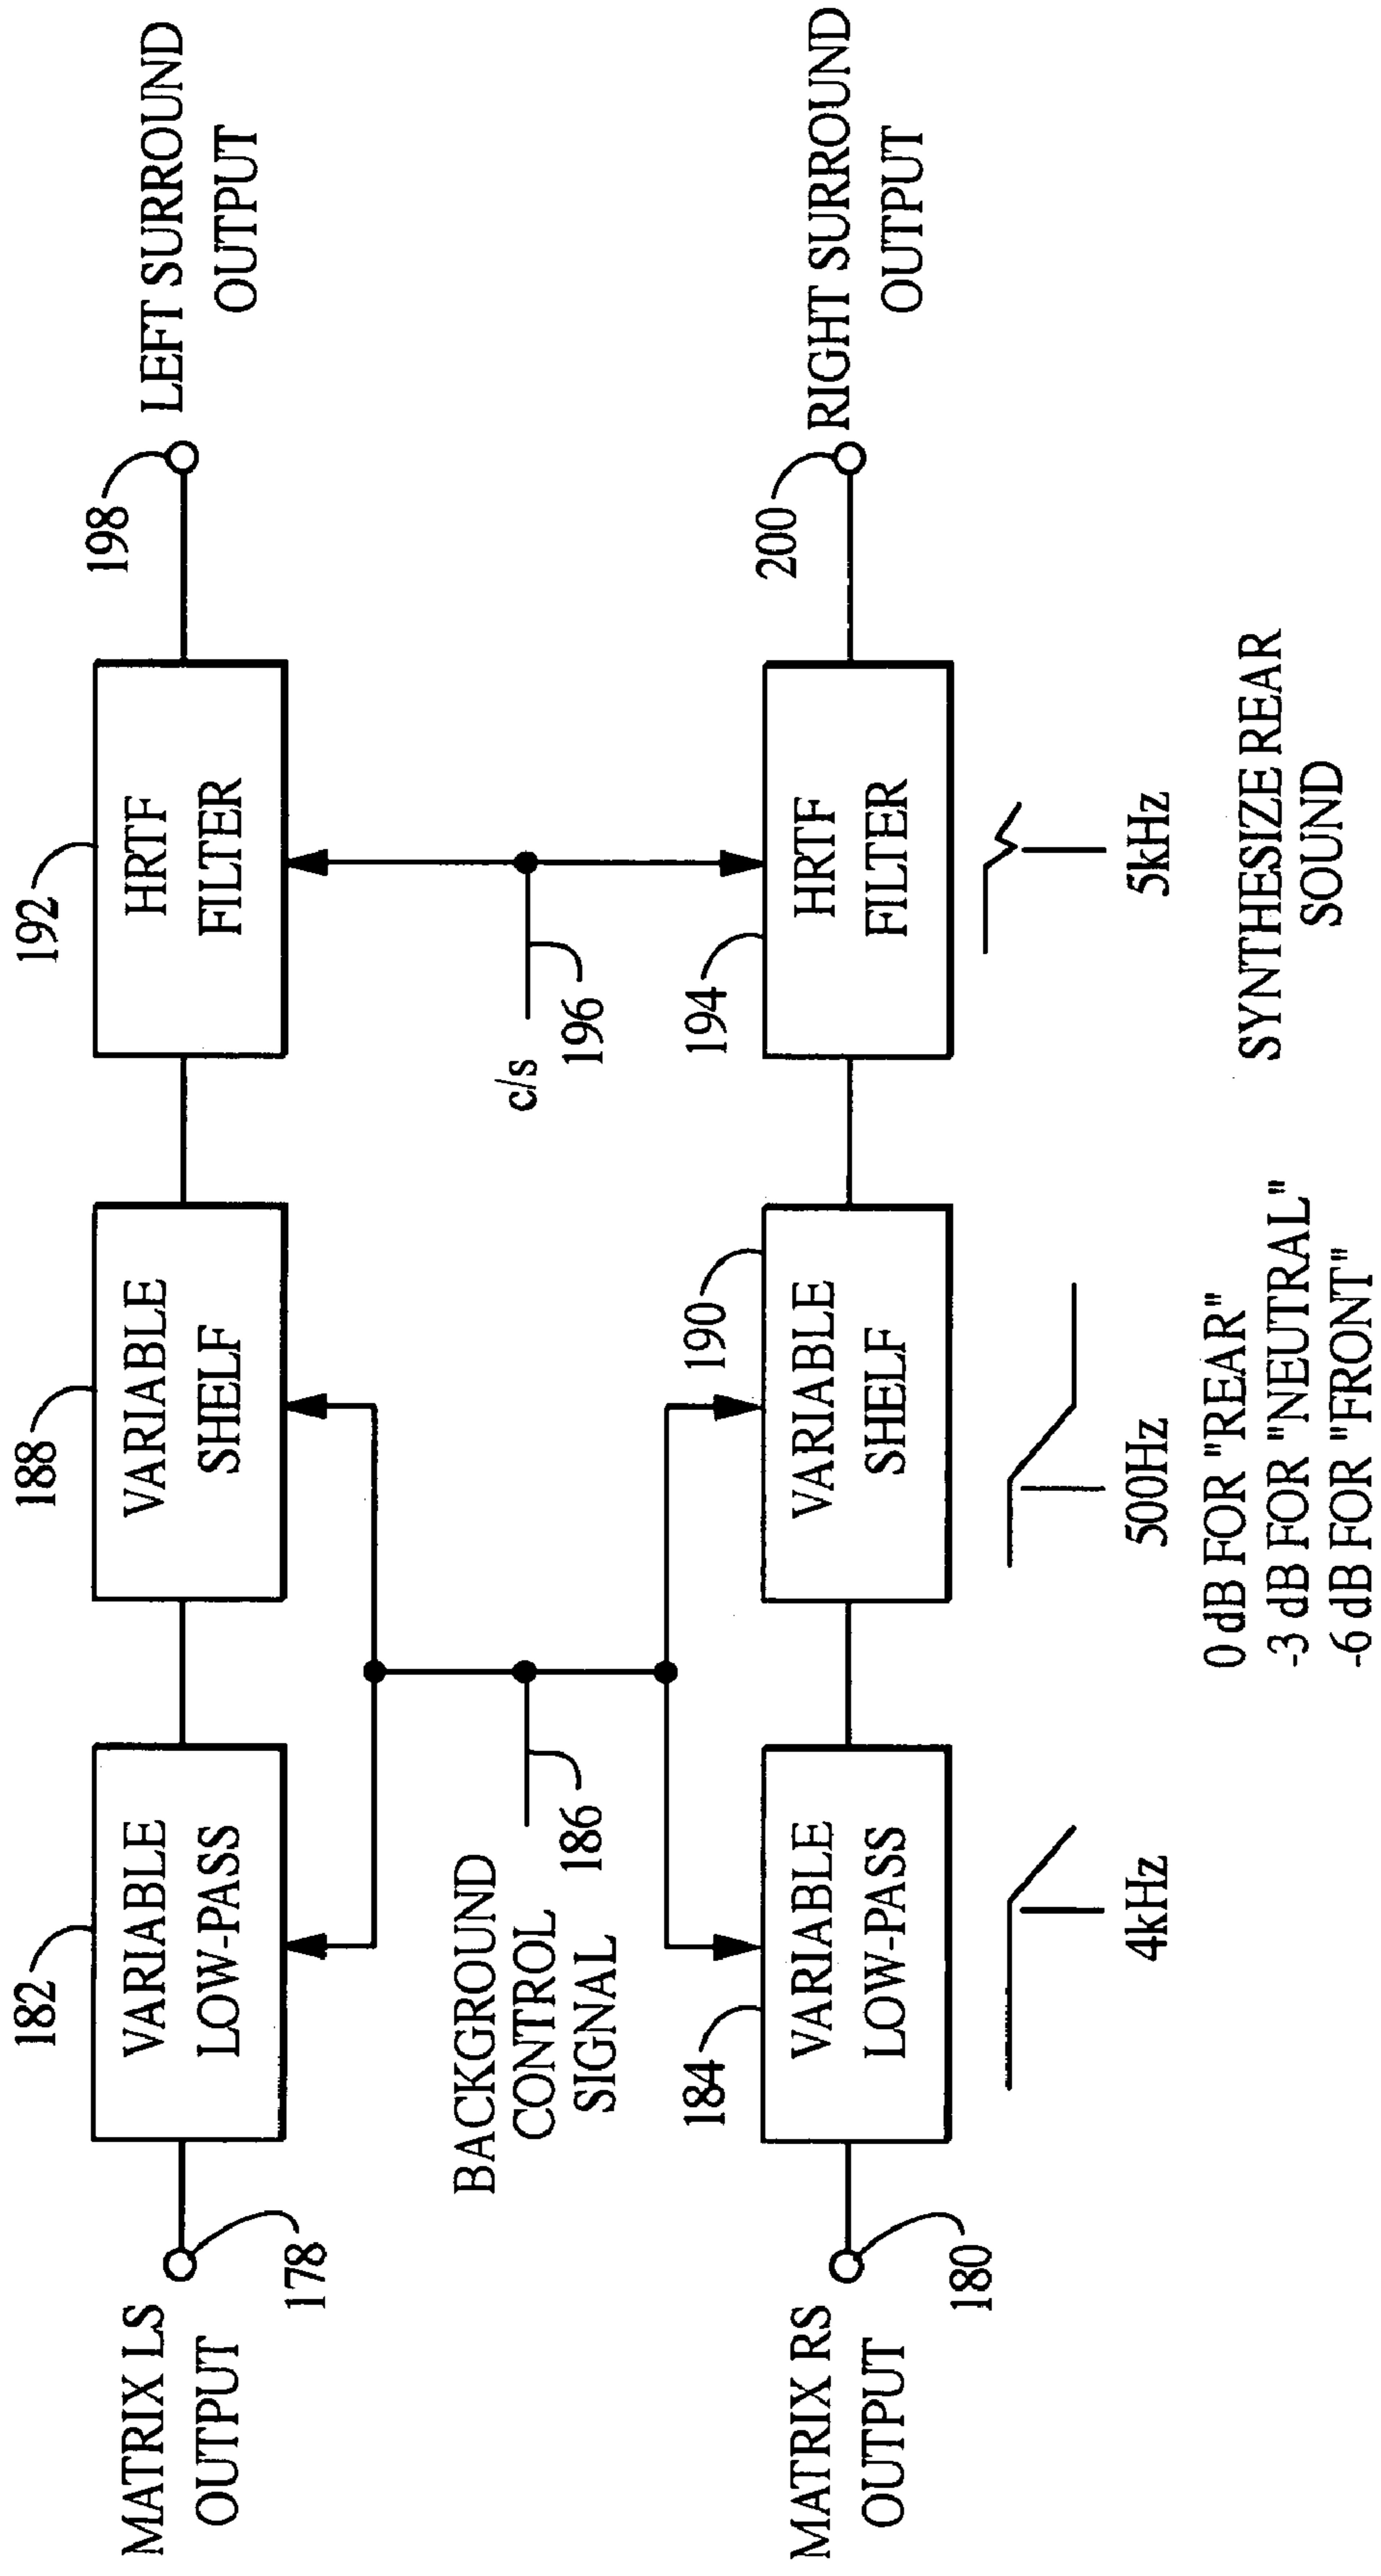 182
188
192
198
VARIABLE
LOW-PASS
VARIABLE
SHELF
HRTF
FILTER
LEFT SURROUND
OUTPUT
MATRIX LS
OUTPUT
178
BACKGROUND
CONTROL
SIGNAL
186
c/s
196
184
190
194
200
VARIABLE
LOW-PASS
VARIABLE
SHELF
HRTF
FILTER
RIGHT SURROUND
OUTPUT
MATRIX RS
OUTPUT
180
4kHz
500Hz
5kHz
0 dB FOR "REAR"
-3 dB FOR "NEUTRAL"
-6 dB FOR "FRONT"
SYNTHESIZE REAR
SOUND